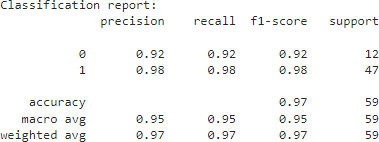 Classification report:
precision recall f1-score support
0 0.92 0.92 0.92 12
1 0.98 0.98 0.98 47
accuracy 0.97 59
macro avg 0.95 0.95 0.95 59
weighted avg 0.97 0.97 0.97 59